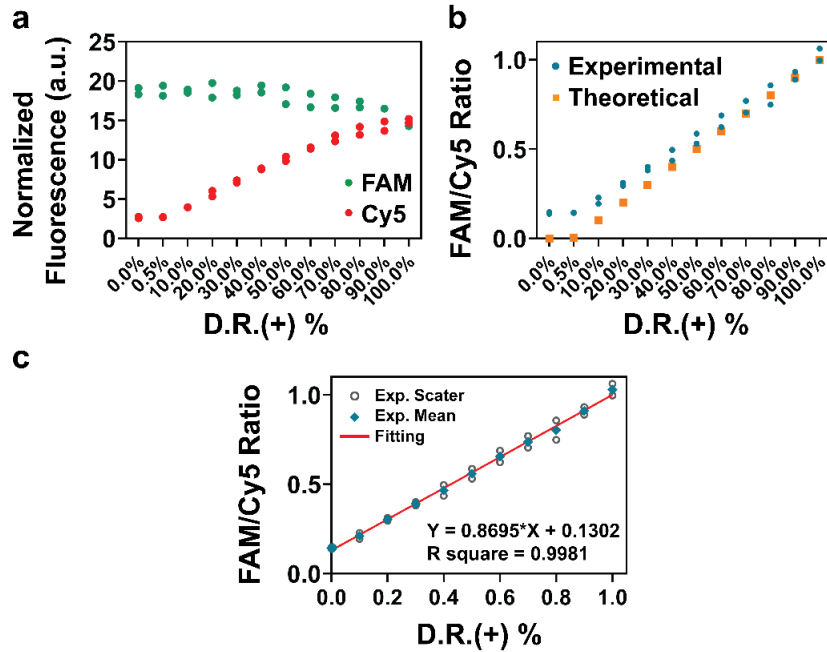 a
Normalized
Fluorescence (a.u.)
25
20
15
10
5
0
FAM
Cy5
0.0%
0.5%
10.0%
20.0%
30.0%
40.0%
50.0%
60.0%
70.0%
80.0%
90.0%
100.0%
D.R.(+) %
b
FAM/Cy5 Ratio
1.0
0.5
0.0
Experimental
Theoretical
0.0%
0.5%
10.0%
20.0%
30.0%
40.0%
50.0%
60.0%
70.0%
80.0%
90.0%
100.0%
D.R.(+) %
c
FAM/Cy5 Ratio
1.0
0.5
0.0
Exp. Scater
Exp. Mean
Fitting
Y = 0.8695*X + 0.1302
R square = 0.9981
0.0 0.2 0.4 0.6 0.8 1.0
D.R.(+) %